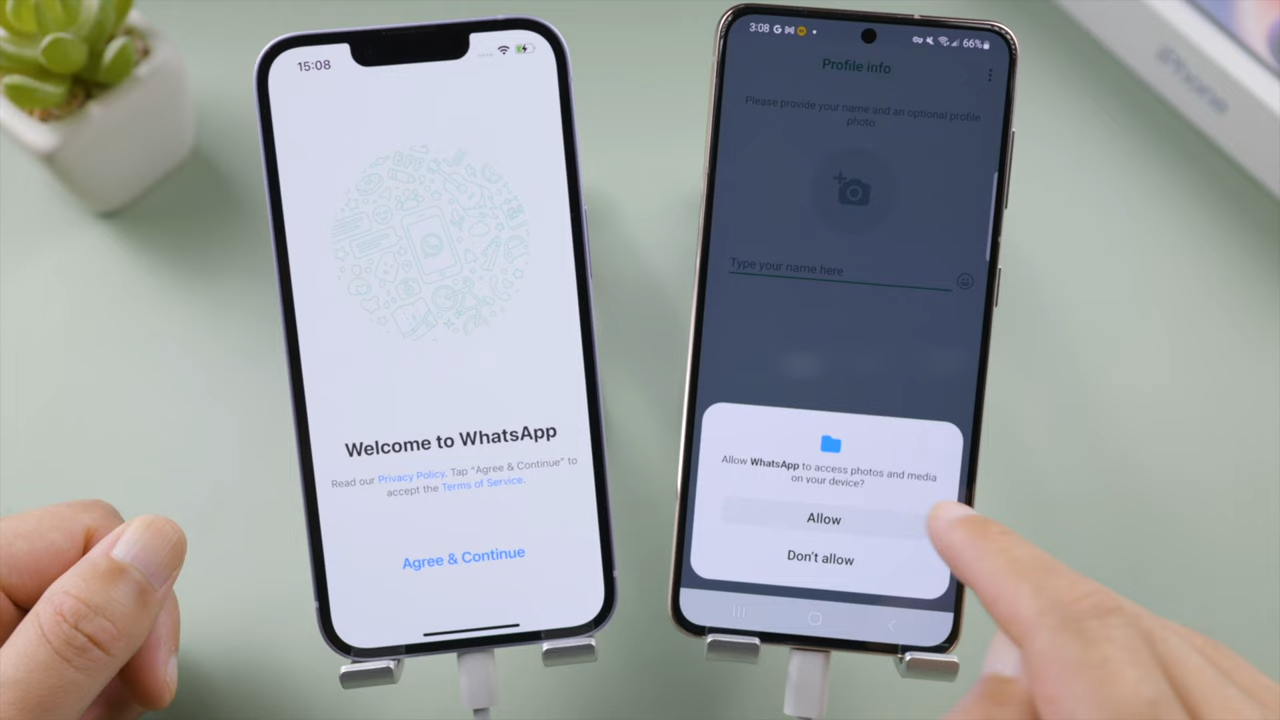 15:08
Welcome to WhatsApp
Read our Privacy Policy. Tap “Agree & Continue” to
accept the Terms of Service.
Agree & Continue
3:08
66%
Profile info
Please provide your name and an optional profile
photo
Type your name here
Allow WhatsApp to access photos and media
on your device?
Allow
Don't allow
iPhone